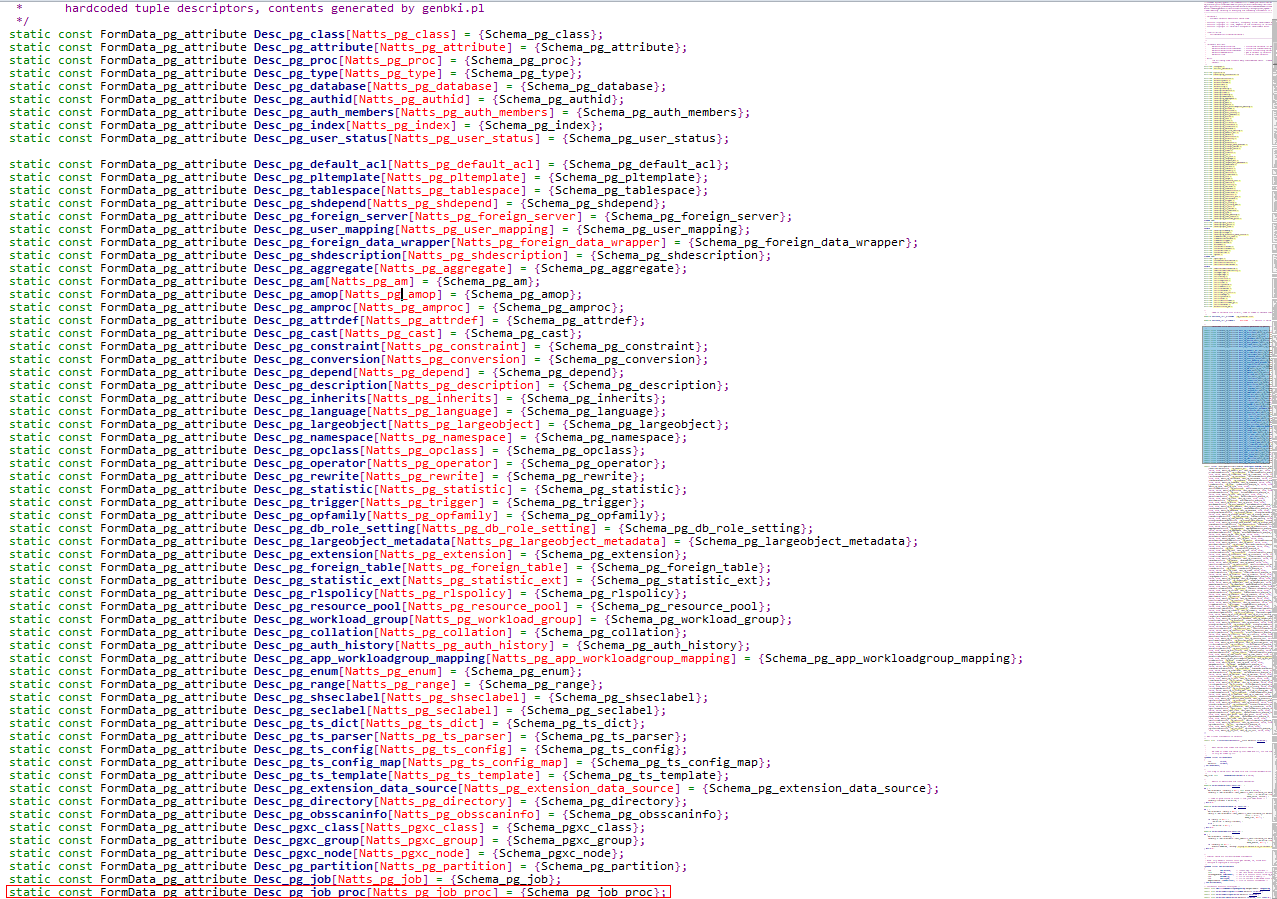 *      hardcoded tuple descriptors, contents generated by genbki.pl
*/
static const FormData_pg_attribute Desc_pg_class[Natts_pg_class] = {Schema_pg_class};
static const FormData_pg_attribute Desc_pg_attribute[Natts_pg_attribute] = {Schema_pg_attribute};
static const FormData_pg_attribute Desc_pg_proc[Natts_pg_proc] = {Schema_pg_proc};
static const FormData_pg_attribute Desc_pg_type[Natts_pg_type] = {Schema_pg_type};
static const FormData_pg_attribute Desc_pg_database[Natts_pg_database] = {Schema_pg_database};
static const FormData_pg_attribute Desc_pg_authid[Natts_pg_authid] = {Schema_pg_authid};
static const FormData_pg_attribute Desc_pg_auth_members[Natts_pg_auth_members] = {Schema_pg_auth_members};
static const FormData_pg_attribute Desc_pg_index[Natts_pg_index] = {Schema_pg_index};
static const FormData_pg_attribute Desc_pg_user_status[Natts_pg_user_status] = {Schema_pg_user_status};
static const FormData_pg_attribute Desc_pg_default_acl[Natts_pg_default_acl] = {Schema_pg_default_acl};
static const FormData_pg_attribute Desc_pg_pltemplate[Natts_pg_pltemplate] = {Schema_pg_pltemplate};
static const FormData_pg_attribute Desc_pg_tablespace[Natts_pg_tablespace] = {Schema_pg_tablespace};
static const FormData_pg_attribute Desc_pg_shdepend[Natts_pg_shdepend] = {Schema_pg_shdepend};
static const FormData_pg_attribute Desc_pg_foreign_server[Natts_pg_foreign_server] = {Schema_pg_foreign_server};
static const FormData_pg_attribute Desc_pg_user_mapping[Natts_pg_user_mapping] = {Schema_pg_user_mapping};
static const FormData_pg_attribute Desc_pg_foreign_data_wrapper[Natts_pg_foreign_data_wrapper] = {Schema_pg_foreign_data_wrapper};
static const FormData_pg_attribute Desc_pg_shdescription[Natts_pg_shdescription] = {Schema_pg_shdescription};
static const FormData_pg_attribute Desc_pg_aggregate[Natts_pg_aggregate] = {Schema_pg_aggregate};
static const FormData_pg_attribute Desc_pg_am[Natts_pg_am] = {Schema_pg_am};
static const FormData_pg_attribute Desc_pg_amop[Natts_pg_amop] = {Schema_pg_amop};
static const FormData_pg_attribute Desc_pg_amproc[Natts_pg_amproc] = {Schema_pg_amproc};
static const FormData_pg_attribute Desc_pg_attrdef[Natts_pg_attrdef] = {Schema_pg_attrdef};
static const FormData_pg_attribute Desc_pg_cast[Natts_pg_cast] = {Schema_pg_cast};
static const FormData_pg_attribute Desc_pg_constraint[Natts_pg_constraint] = {Schema_pg_constraint};
static const FormData_pg_attribute Desc_pg_conversion[Natts_pg_conversion] = {Schema_pg_conversion};
static const FormData_pg_attribute Desc_pg_depend[Natts_pg_depend] = {Schema_pg_depend};
static const FormData_pg_attribute Desc_pg_description[Natts_pg_description] = {Schema_pg_description};
static const FormData_pg_attribute Desc_pg_inherits[Natts_pg_inherits] = {Schema_pg_inherits};
static const FormData_pg_attribute Desc_pg_language[Natts_pg_language] = {Schema_pg_language};
static const FormData_pg_attribute Desc_pg_largeobject[Natts_pg_largeobject] = {Schema_pg_largeobject};
static const FormData_pg_attribute Desc_pg_namespace[Natts_pg_namespace] = {Schema_pg_namespace};
static const FormData_pg_attribute Desc_pg_opclass[Natts_pg_opclass] = {Schema_pg_opclass};
static const FormData_pg_attribute Desc_pg_operator[Natts_pg_operator] = {Schema_pg_operator};
static const FormData_pg_attribute Desc_pg_rewrite[Natts_pg_rewrite] = {Schema_pg_rewrite};
static const FormData_pg_attribute Desc_pg_statistic[Natts_pg_statistic] = {Schema_pg_statistic};
static const FormData_pg_attribute Desc_pg_trigger[Natts_pg_trigger] = {Schema_pg_trigger};
static const FormData_pg_attribute Desc_pg_opfamily[Natts_pg_opfamily] = {Schema_pg_opfamily};
static const FormData_pg_attribute Desc_pg_db_role_setting[Natts_pg_db_role_setting] = {Schema_pg_db_role_setting};
static const FormData_pg_attribute Desc_pg_largeobject_metadata[Natts_pg_largeobject_metadata] = {Schema_pg_largeobject_metadata};
static const FormData_pg_attribute Desc_pg_extension[Natts_pg_extension] = {Schema_pg_extension};
static const FormData_pg_attribute Desc_pg_foreign_table[Natts_pg_foreign_table] = {Schema_pg_foreign_table};
static const FormData_pg_attribute Desc_pg_statistic_ext[Natts_pg_statistic_ext] = {Schema_pg_statistic_ext};
static const FormData_pg_attribute Desc_pg_rlspolicy[Natts_pg_rlspolicy] = {Schema_pg_rlspolicy};
static const FormData_pg_attribute Desc_pg_resource_pool[Natts_pg_resource_pool] = {Schema_pg_resource_pool};
static const FormData_pg_attribute Desc_pg_workload_group[Natts_pg_workload_group] = {Schema_pg_workload_group};
static const FormData_pg_attribute Desc_pg_collation[Natts_pg_collation] = {Schema_pg_collation};
static const FormData_pg_attribute Desc_pg_auth_history[Natts_pg_auth_history] = {Schema_pg_auth_history};
static const FormData_pg_attribute Desc_pg_app_workloadgroup_mapping[Natts_pg_app_workloadgroup_mapping] = {Schema_pg_app_workloadgroup_mapping};
static const FormData_pg_attribute Desc_pg_enum[Natts_pg_enum] = {Schema_pg_enum};
static const FormData_pg_attribute Desc_pg_range[Natts_pg_range] = {Schema_pg_range};
static const FormData_pg_attribute Desc_pg_shseclabel[Natts_pg_shseclabel] = {Schema_pg_shseclabel};
static const FormData_pg_attribute Desc_pg_seclabel[Natts_pg_seclabel] = {Schema_pg_seclabel};
static const FormData_pg_attribute Desc_pg_ts_dict[Natts_pg_ts_dict] = {Schema_pg_ts_dict};
static const FormData_pg_attribute Desc_pg_ts_parser[Natts_pg_ts_parser] = {Schema_pg_ts_parser};
static const FormData_pg_attribute Desc_pg_ts_config[Natts_pg_ts_config] = {Schema_pg_ts_config};
static const FormData_pg_attribute Desc_pg_ts_config_map[Natts_pg_ts_config_map] = {Schema_pg_ts_config_map};
static const FormData_pg_attribute Desc_pg_ts_template[Natts_pg_ts_template] = {Schema_pg_ts_template};
static const FormData_pg_attribute Desc_pg_extension_data_source[Natts_pg_extension_data_source] = {Schema_pg_extension_data_source};
static const FormData_pg_attribute Desc_pg_directory[Natts_pg_directory] = {Schema_pg_directory};
static const FormData_pg_attribute Desc_pg_obsscaninfo[Natts_pg_obsscaninfo] = {Schema_pg_obsscaninfo};
static const FormData_pg_attribute Desc_pgxc_class[Natts_pgxc_class] = {Schema_pgxc_class};
static const FormData_pg_attribute Desc_pgxc_group[Natts_pgxc_group] = {Schema_pgxc_group};
static const FormData_pg_attribute Desc_pgxc_node[Natts_pgxc_node] = {Schema_pgxc_node};
static const FormData_pg_attribute Desc_pg_partition[Natts_pg_partition] = {Schema_pg_partition};
static const FormData_pg_attribute Desc_pg_job[Natts_pg_job] = {Schema_pg_job};
static const FormData_pg_attribute Desc_pg_job_proc[Natts_pg_job_proc] = {Schema_pg_job_proc};